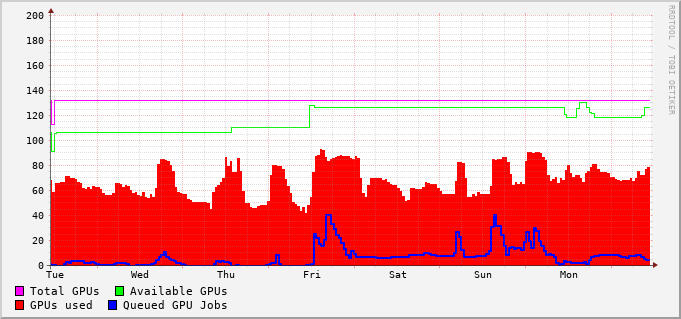 200
180
160
140
120
100
80
60
40
20
0
Tue Wed Thu Fri Sat Sun Mon
Total GPUs Available GPUs
GPUs used Queued GPU Jobs
RRDTOOL / TOBI OETIKER